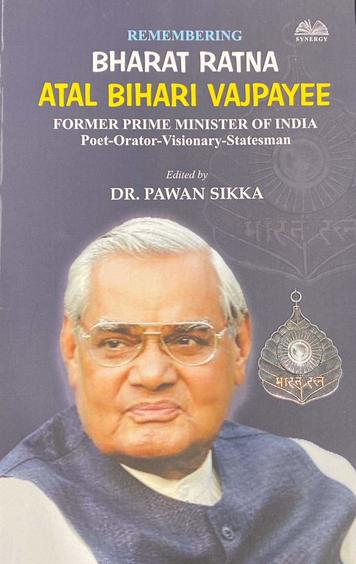 REMEMBERING
SYNERGY
BHARAT RATNA
ATAL BIHARI VAJPAYEE
FORMER PRIME MINISTER OF INDIA
Poet-Orator-Visionary-Statesman
Edited by
DR. PAWAN SIKKA
भारत रत्न
भारत रत्न